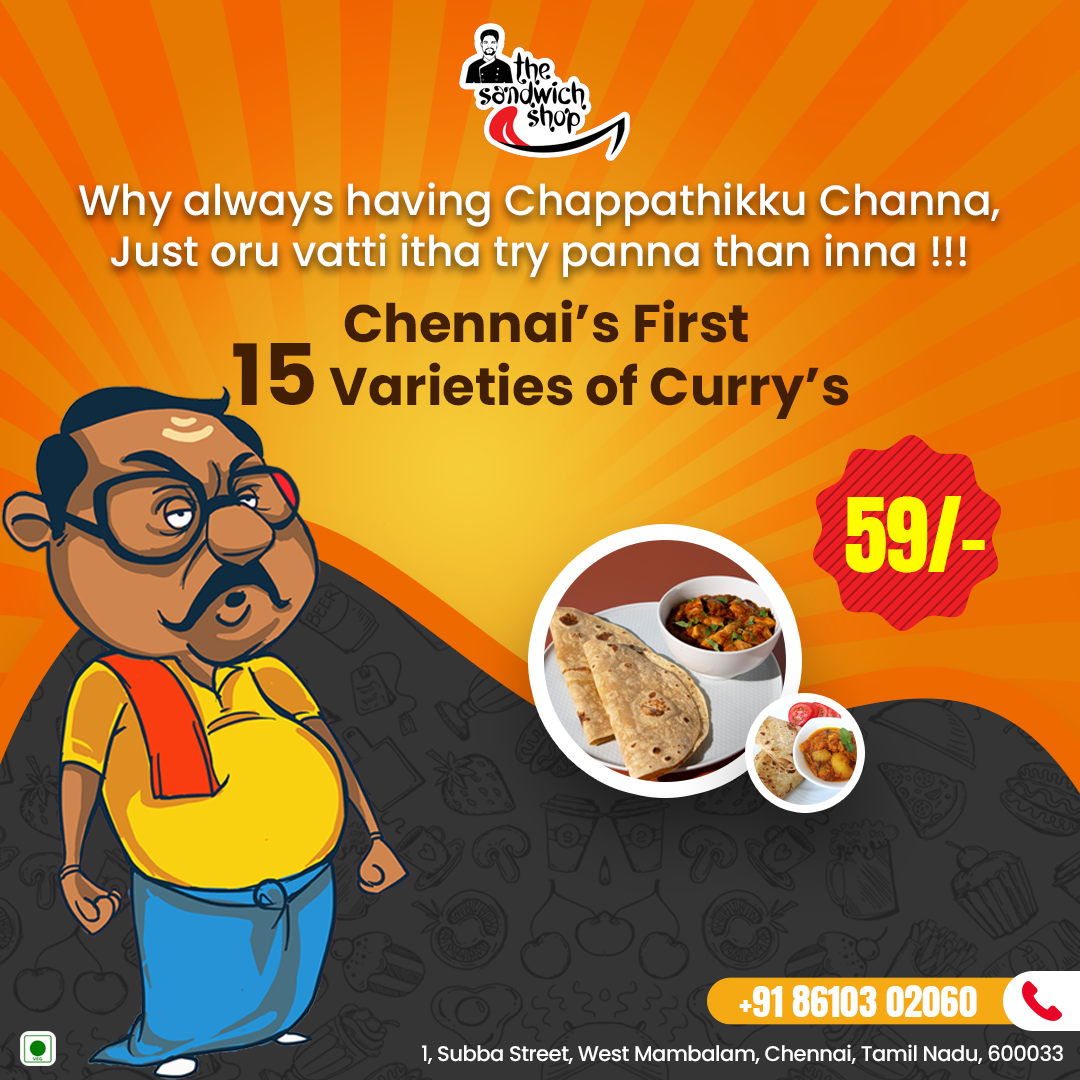 the
sandwich
shop
Why always having Chappathikku Channa,
Just oru vatti itha try panna than inna !!!
Chennai’s First
15 Varieties of Curry’s
59/-
+91 86103 02060
VEG
1, Subba Street, West Mambalam, Chennai, Tamil Nadu, 600033